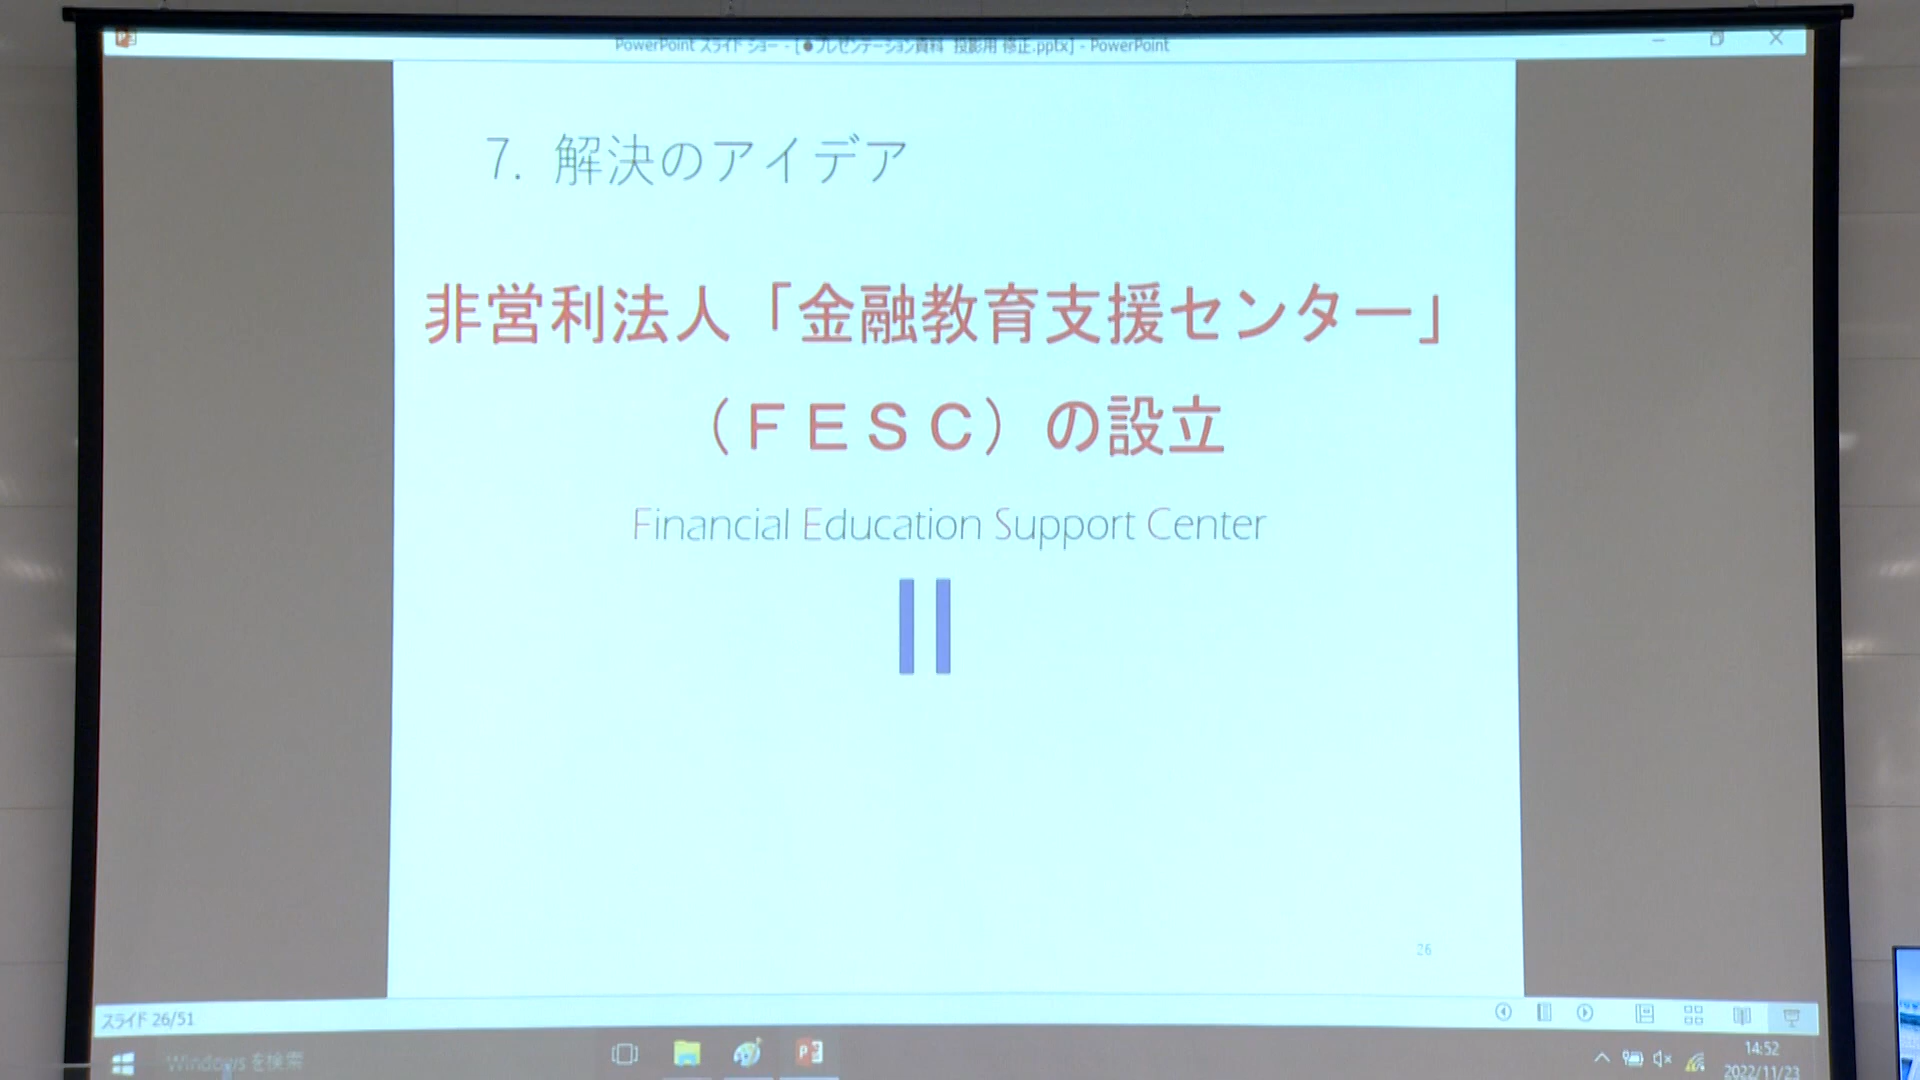 PowerPoint スライド ショー - [●プレゼンテーション資料 投影用 修正.pptx] - PowerPoint
7. 解決のアイデア
非営利法人「金融教育支援センター」
（ＦＥＳＣ）の設立
Financial Education Support Center
26
スライド 26/51
Windows を検索
14:52
2022/11/23